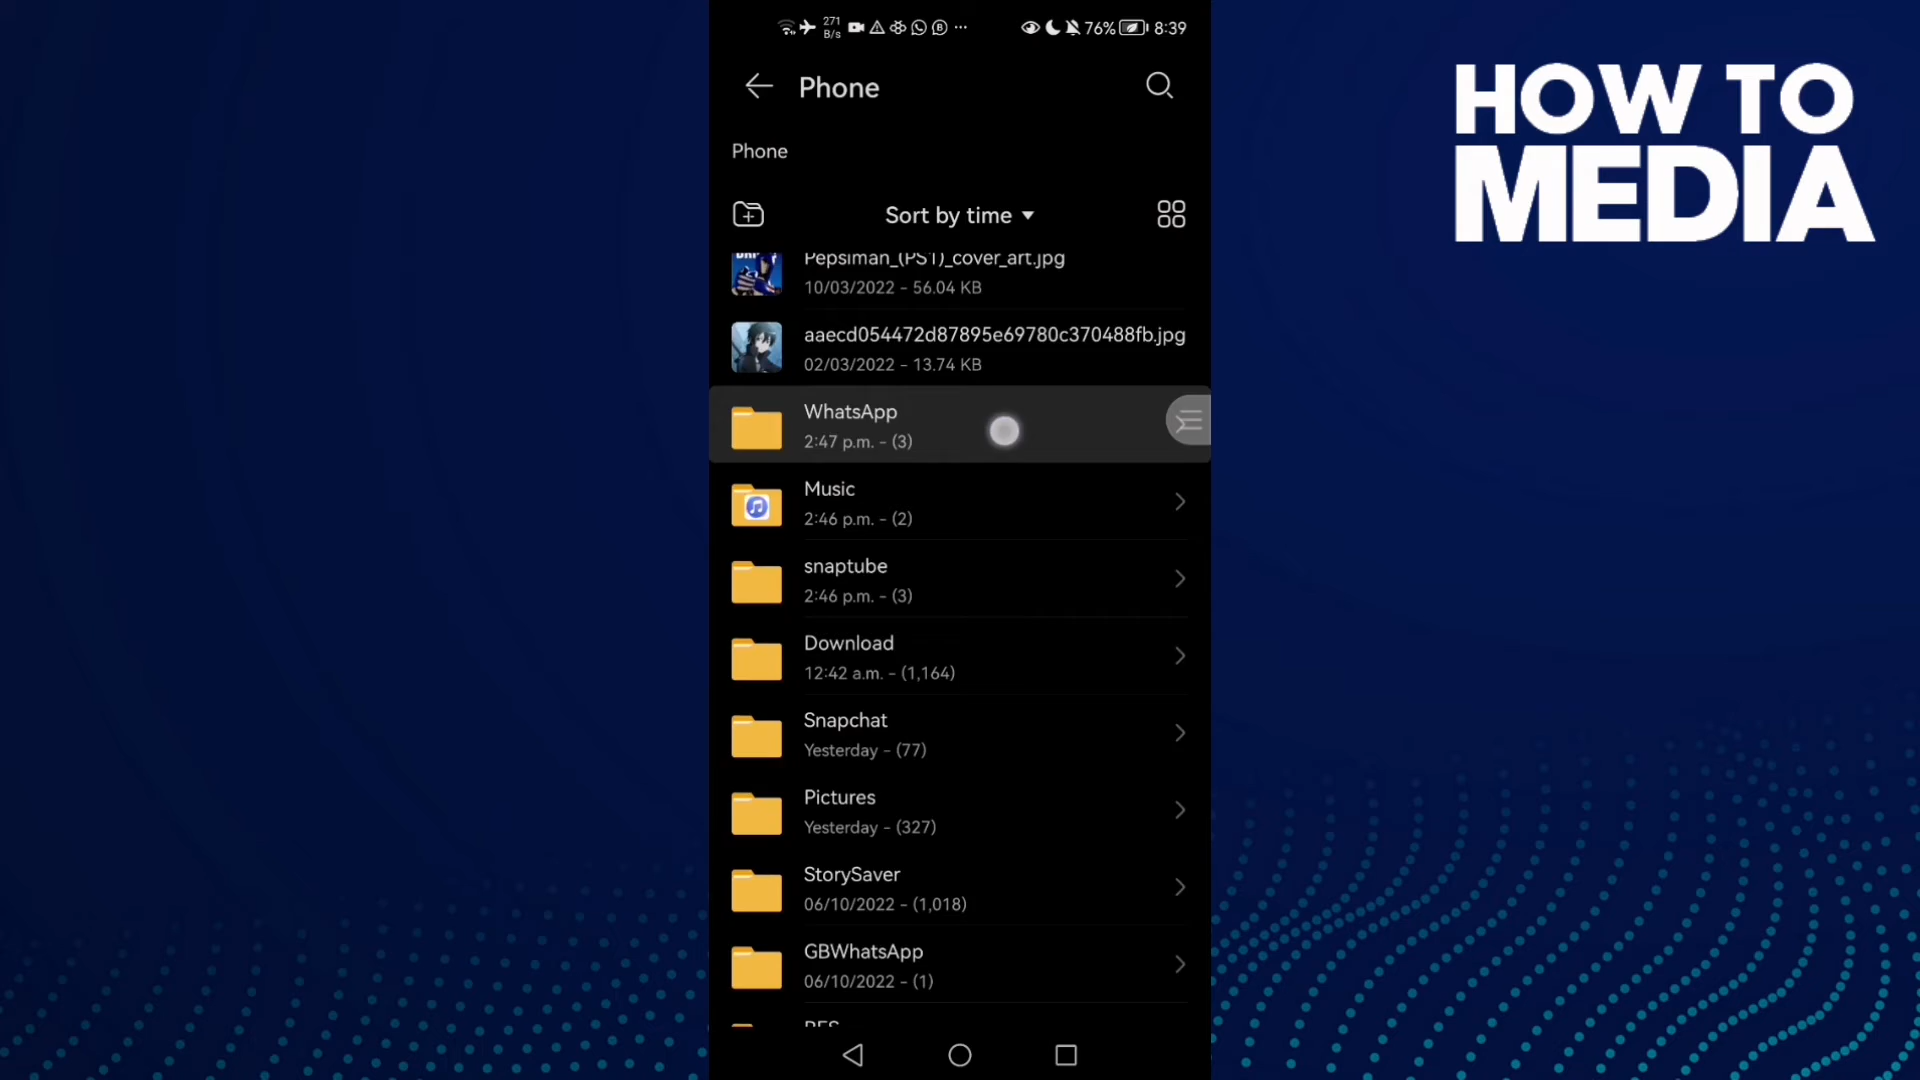 271
B/s
76%
8:39
HOW TO
MEDIA
Phone
Phone
Sort by time
Pepsiman_(PS1)_cover_art.jpg
10/03/2022 - 56.04 KB
aaecd054472d87895e69780c370488fb.jpg
02/03/2022 - 13.74 KB
WhatsApp
2:47 p.m. - (3)
Music
2:46 p.m. - (2)
snaptube
2:46 p.m. - (3)
Download
12:42 a.m. - (1,164)
Snapchat
Yesterday - (77)
Pictures
Yesterday - (327)
StorySaver
06/10/2022 - (1,018)
GBWhatsApp
06/10/2022 - (1)